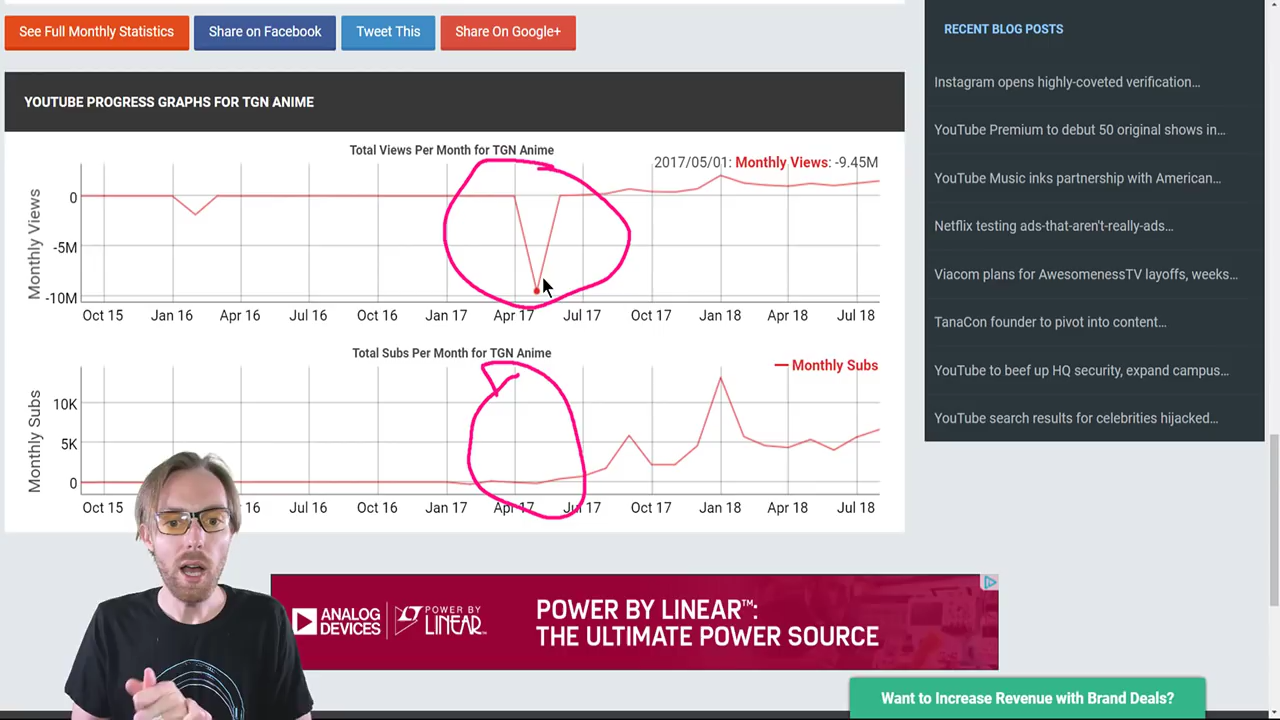 See Full Monthly Statistics
Share on Facebook
Tweet This
Share On Google+
RECENT BLOG POSTS
Instagram opens highly-coveted verification...
YouTube Premium to debut 50 original shows in...
YouTube Music inks partnership with American...
Netflix testing ads-that-aren't-really-ads...
Viacom plans for AwesomenessTV layoffs, weeks...
TanaCon founder to pivot into content...
YouTube to beef up HQ security, expand campus...
YouTube search results for celebrities hijacked...
YOUTUBE PROGRESS GRAPHS FOR TGN ANIME
Total Views Per Month for TGN Anime
2017/05/01: Monthly Views: -9.45M
Monthly Views
0
-5M
-10M
Oct 15 Jan 16 Apr 16 Jul 16 Oct 16 Jan 17 Apr 17 Jul 17 Oct 17 Jan 18 Apr 18 Jul 18
Total Subs Per Month for TGN Anime
Monthly Subs
Monthly Subs
10K
5K
0
Oct 15 Jan 16 Apr 16 Jul 16 Oct 16 Jan 17 Apr 17 Jul 17 Oct 17 Jan 18 Apr 18 Jul 18
ANALOG DEVICES
POWER BY LINEAR™
POWER BY LINEAR™:
THE ULTIMATE POWER SOURCE
Want to Increase Revenue with Brand Deals?